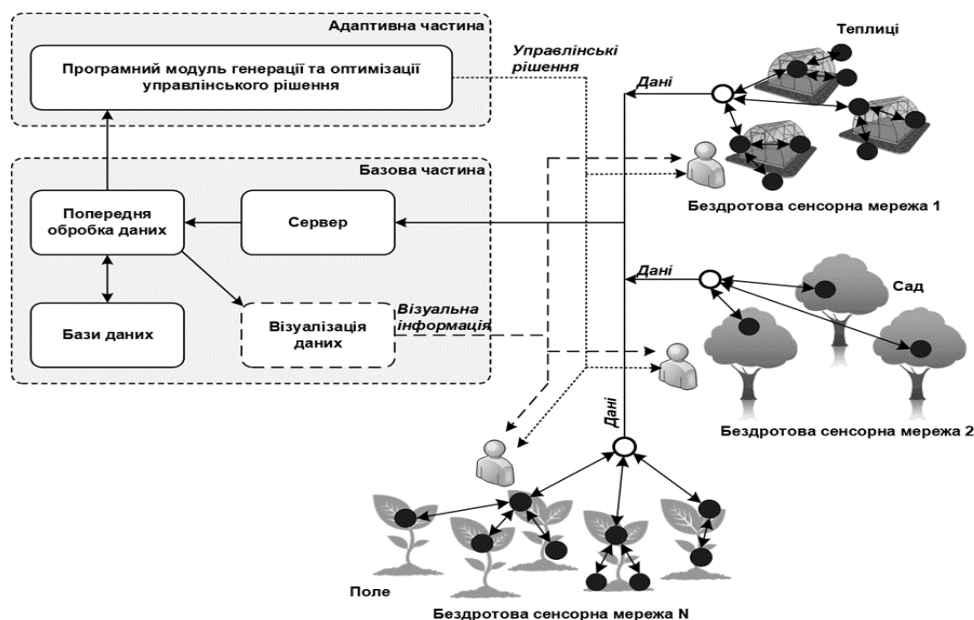 Адаптивна частина
Програмний модуль генерації та оптимізації
управлінського рішення
Управлінські
рішення
Теплиці
Дані
Базова частина
Попередня
обробка даних
Сервер
Бездротова сенсорна мережа 1
Дані
Сад
Бази даних
Візуалізація
даних
Візуальна
інформація
Дані
Бездротова сенсорна мережа 2
Поле
Бездротова сенсорна мережа N